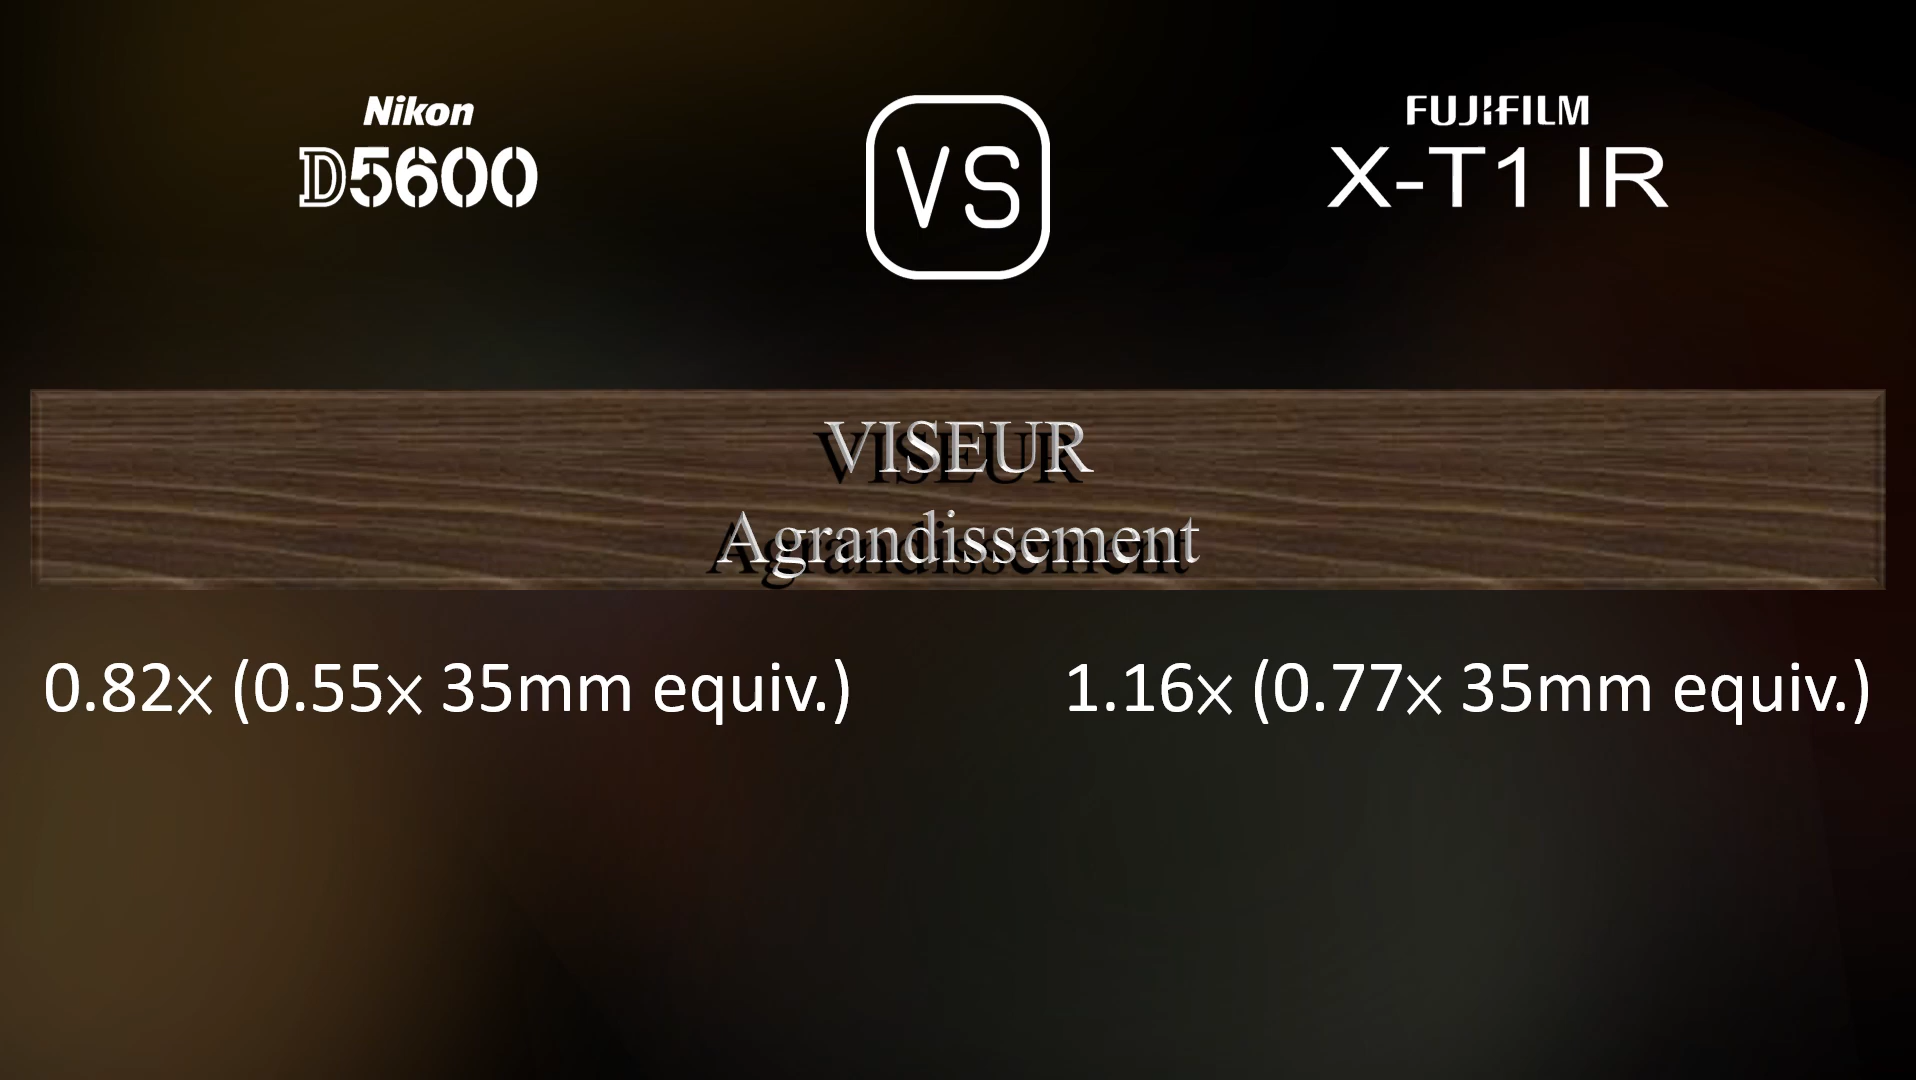 Nikon
D5600
VS
FUJIFILM
X-T1 IR
VISEUR
Agrandissement
0.82x (0.55x 35mm equiv.)
1.16x (0.77x 35mm equiv.)